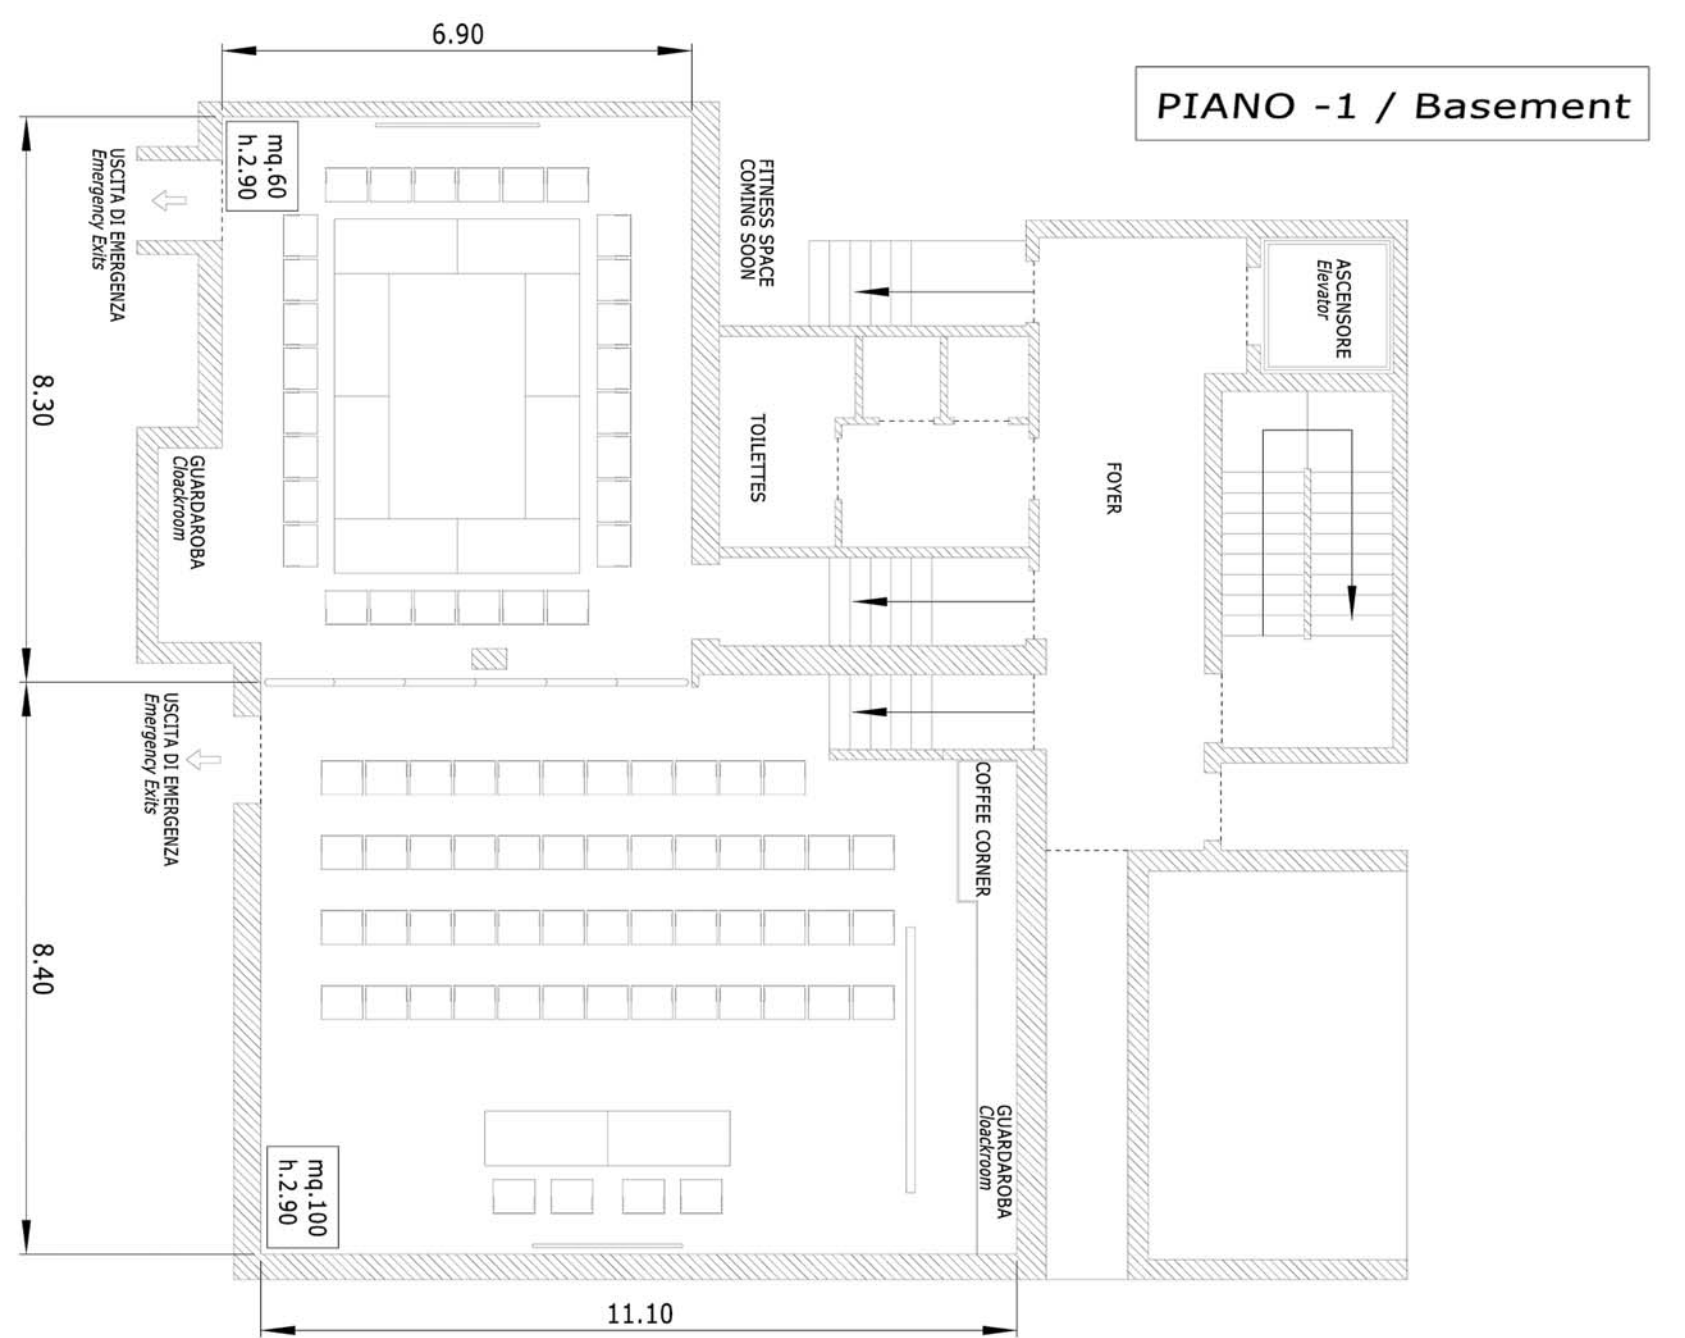 6.90
PIANO -1 / Basement
mq.60
h.2.90
USCITA DI EMERGENZA
Emergency Exits
FITNESS SPACE
COMING SOON
ASCENSORE
Elevator
8.30
TOILETTES
FOYER
GUARDAROBA
Cloackroom
USCITA DI EMERGENZA
Emergency Exits
COFFEE CORNER
8.40
GUARDAROBA
Cloackroom
mq.100
h.2.90
11.10